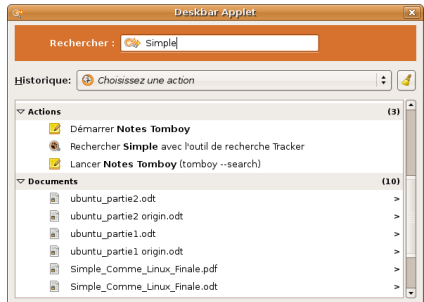 Deskbar Applet
Rechercher : Simple
Historique: Choisissez une action
Actions (3)
Démarrer Notes Tomboy
Rechercher Simple avec l'outil de recherche Tracker
Lancer Notes Tomboy (tomboy --search)
Documents (10)
ubuntu_partie2.odt >
ubuntu_partie2 origin.odt >
ubuntu_partie1.odt >
ubuntu_partie1 origin.odt >
Simple_Comme_Linux_Finale.pdf >
Simple_Comme_Linux_Finale.odt >